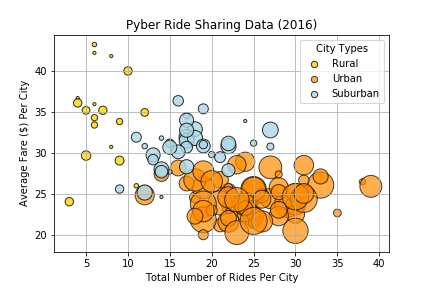 Pyber Ride Sharing Data (2016)
City Types
Rural
Urban
Suburban
Average Fare ($) Per City
40
35
30
25
20
5
10
15
20
25
30
35
40
Total Number of Rides Per City